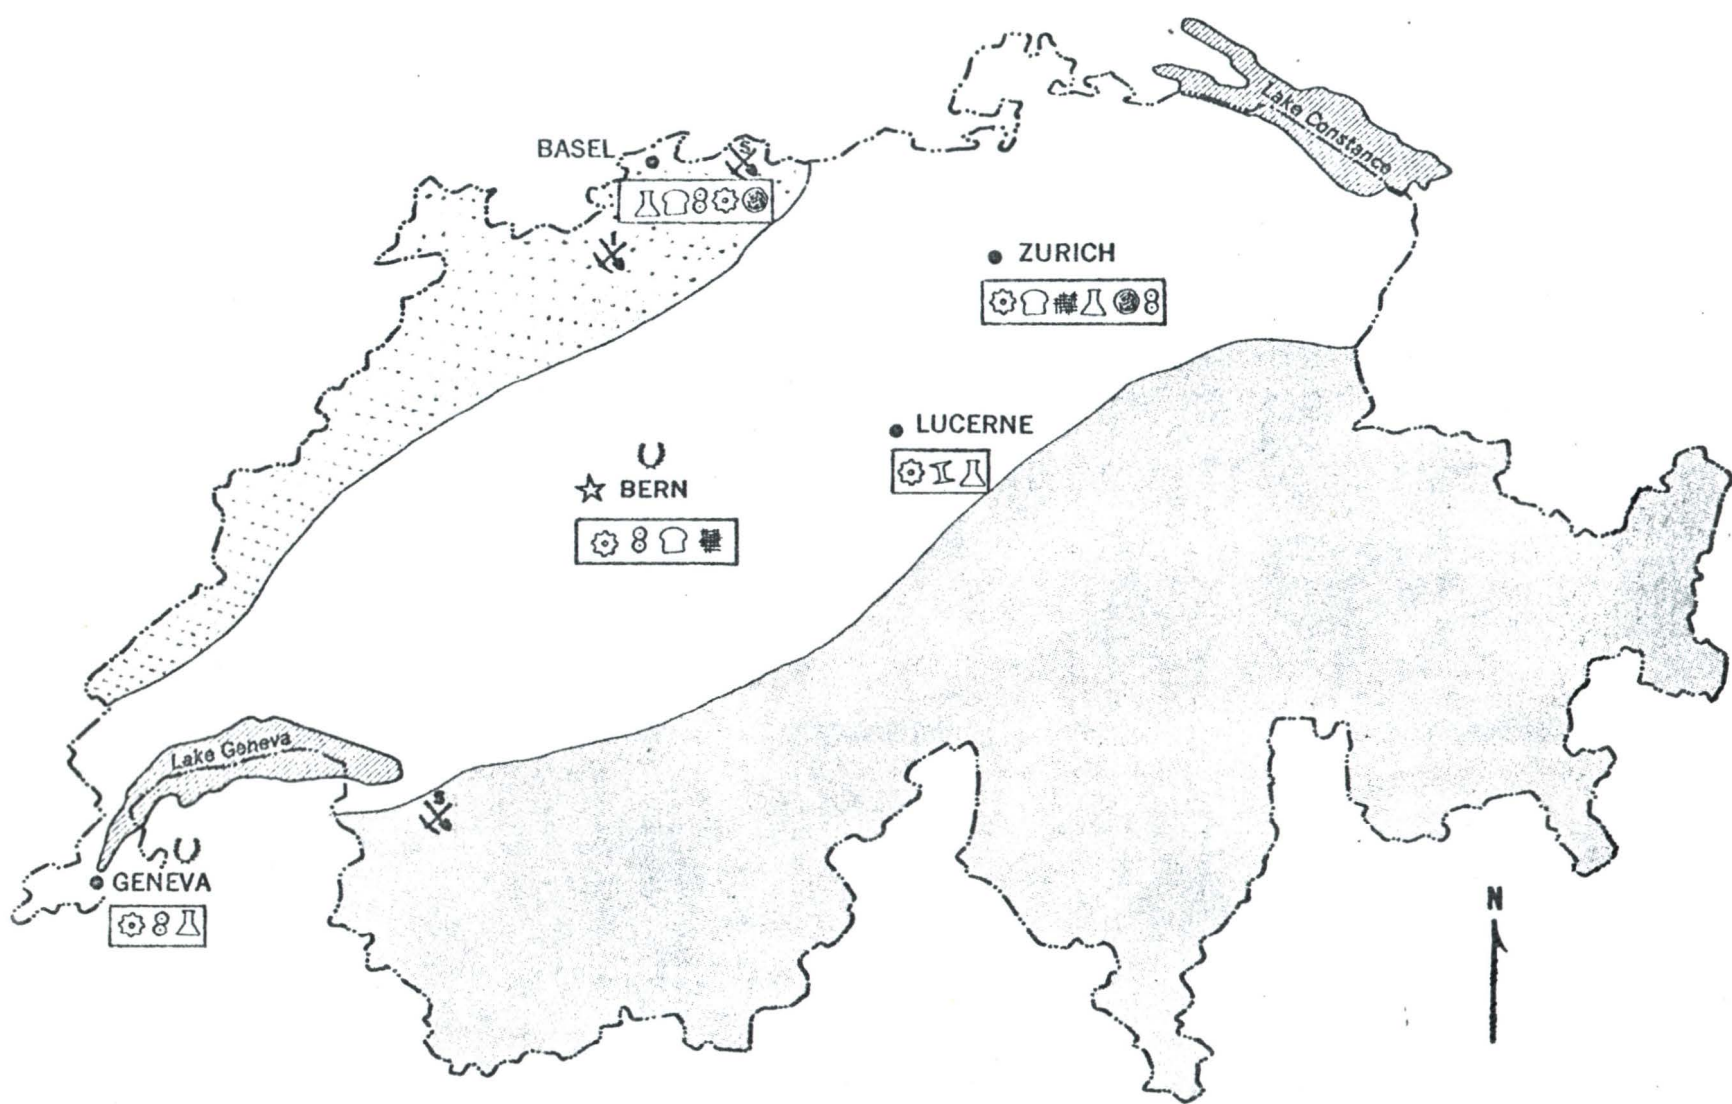 Lake Constance
BASEL
S
I
ZURICH
LUCERNE
BERN
Lake Geneva
S
GENEVA
N